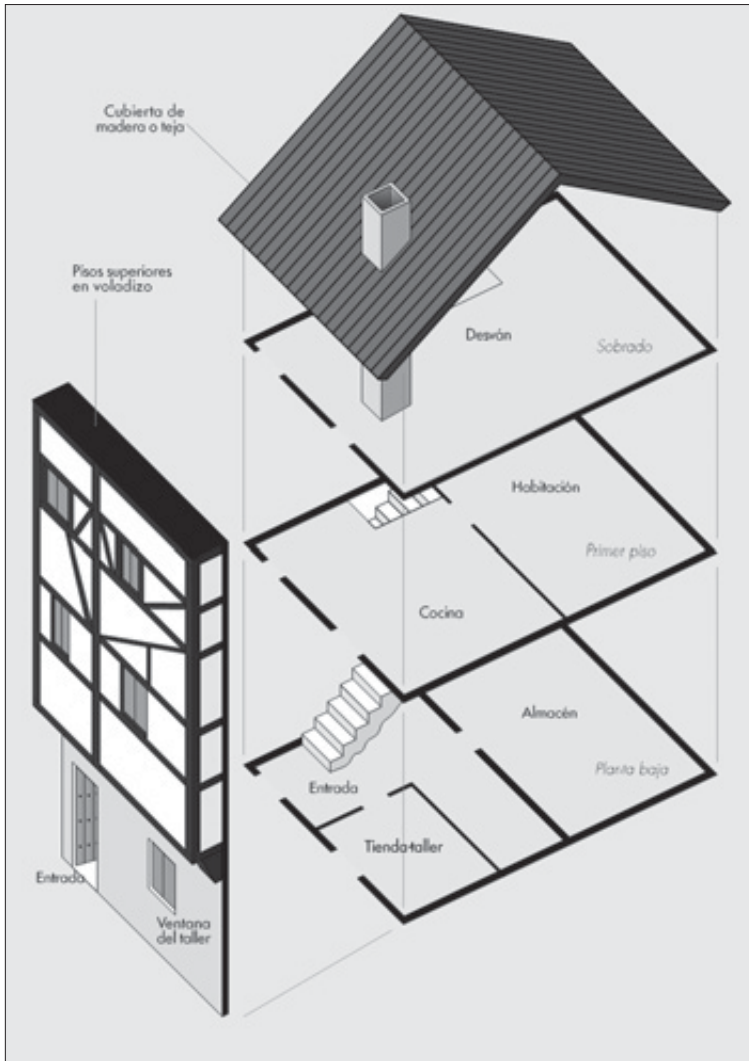 Cubierta de
madera o teja
Pisos superiores
en voladizo
Desván
Sobrado
Habitación
Primer piso
Cocina
Almacén
Planta baja
Entrada
Tienda-taller
Entrada
Ventana
del taller